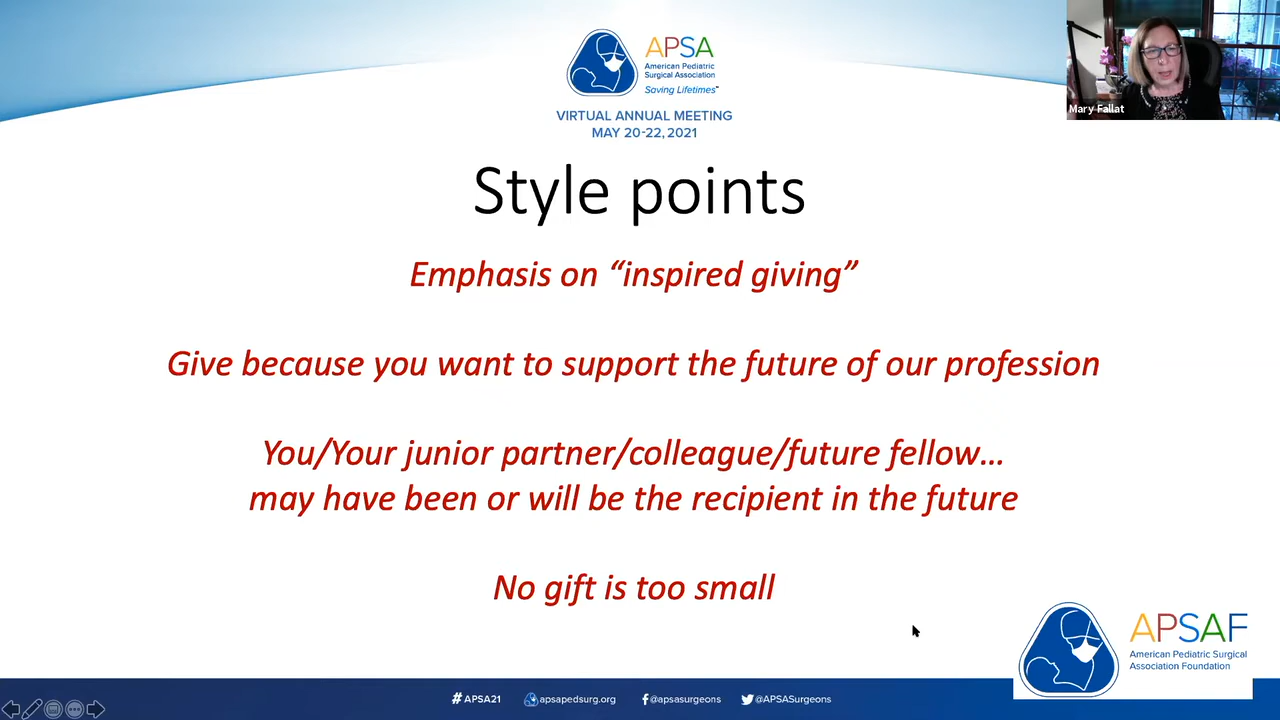 APSA
American Pediatric
Surgical Association
Saving Lifetimes™
VIRTUAL ANNUAL MEETING
MAY 20-22, 2021
Mary Fallat
Style points
Emphasis on “inspired giving”
Give because you want to support the future of our profession
You/Your junior partner/colleague/future fellow...
may have been or will be the recipient in the future
No gift is too small
APSAF
American Pediatric Surgical
Association Foundation
#APSA21
apsapedsurg.org
@apsasurgeons
@APSASurgeons